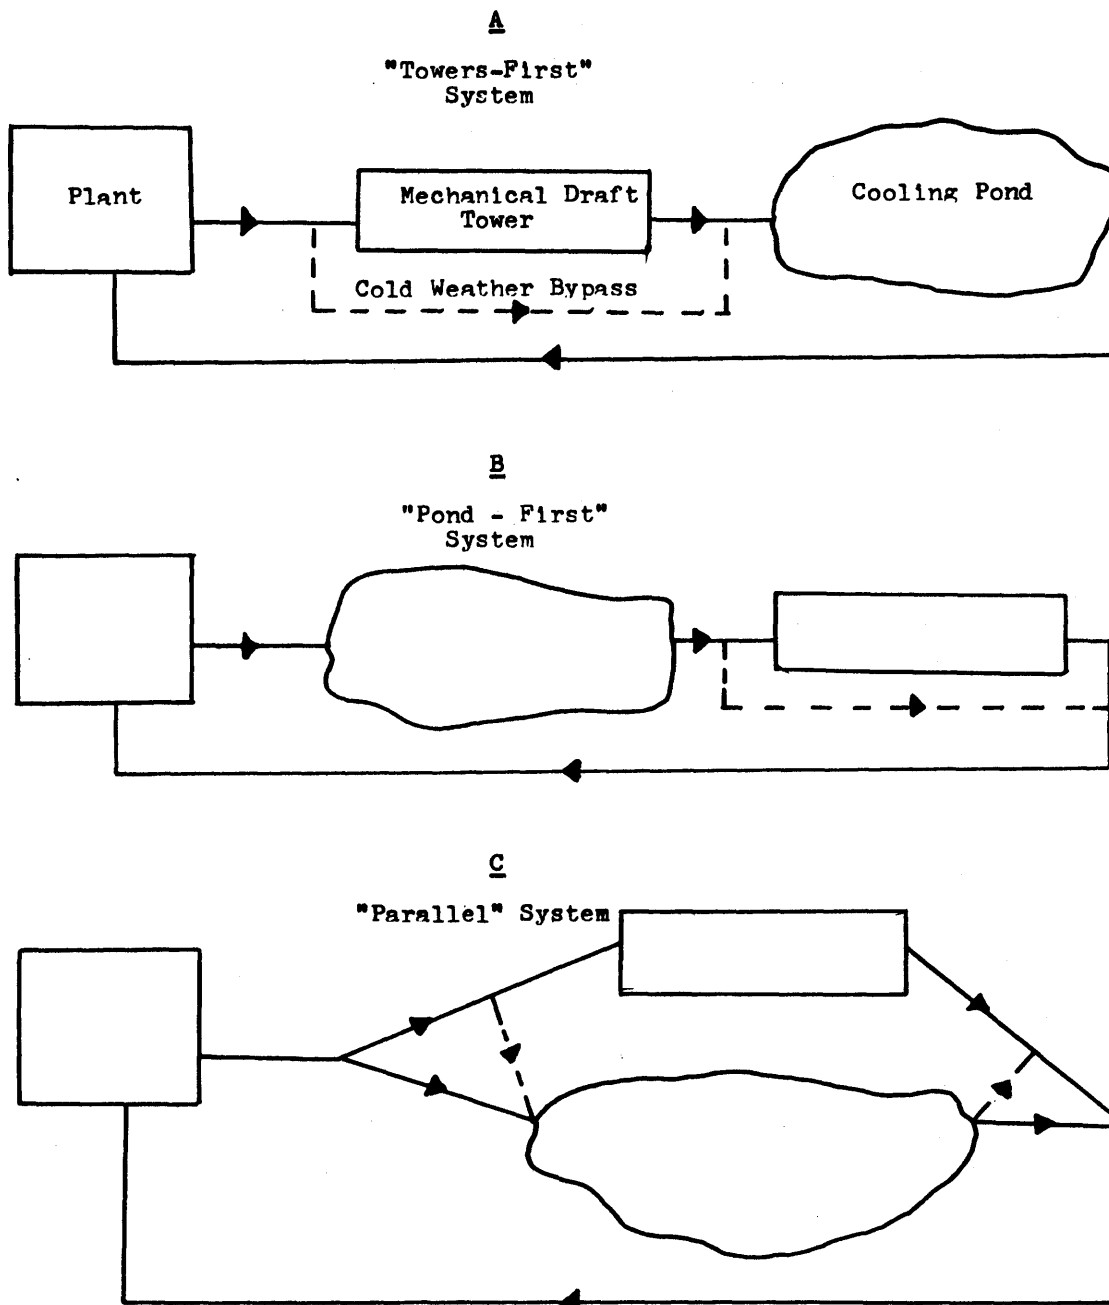 A
"Towers-First"
System
Plant
Mechanical Draft
Tower
Cooling Pond
Cold Weather Bypass
B
"Pond - First"
System
C
"Parallel" System